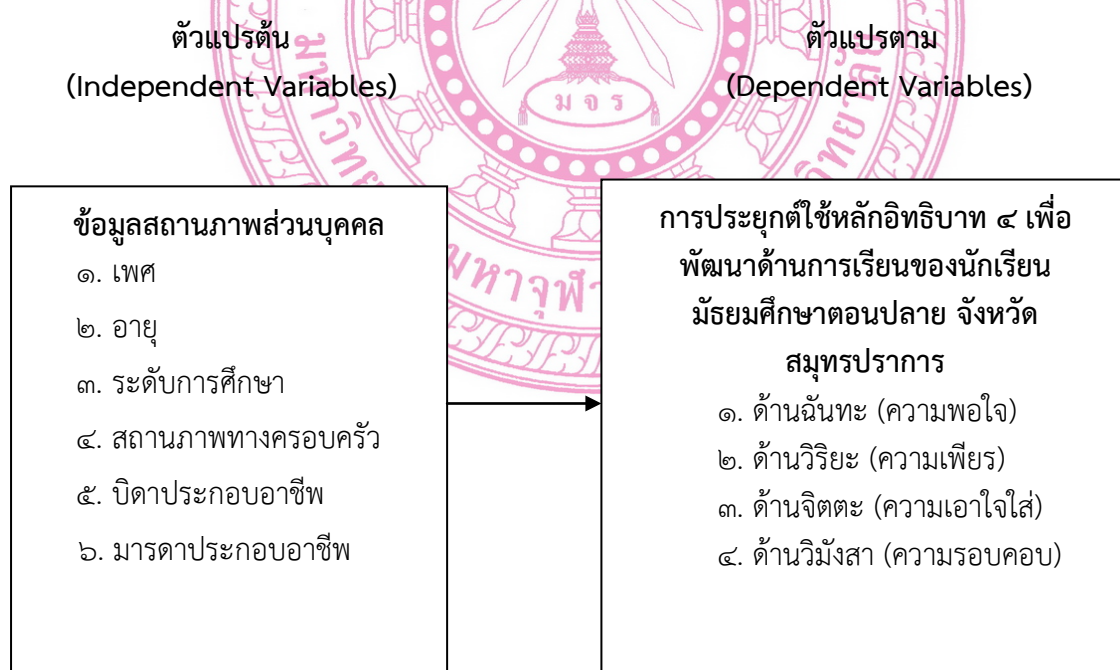 ตัวแปรต้น
(Independent Variables)
ตัวแปรตาม
(Dependent Variables)
ม จ ร
ข้อมูลสถานภาพส่วนบุคคล
๑. เพศ
๒. อายุ
๓. ระดับการศึกษา
๔. สถานภาพทางครอบครัว
๕. บิดาประกอบอาชีพ
๖. มารดาประกอบอาชีพ
การประยุกต์ใช้หลักอิทธิบาท ๔ เพื่อ
พัฒนาด้านการเรียนของนักเรียน
มัธยมศึกษาตอนปลาย จังหวัด
สมุทรปราการ
๑. ด้านฉันทะ (ความพอใจ)
๒. ด้านวิริยะ (ความเพียร)
๓. ด้านจิตตะ (ความเอาใจใส่)
๔. ด้านวิมังสา (ความรอบคอบ)